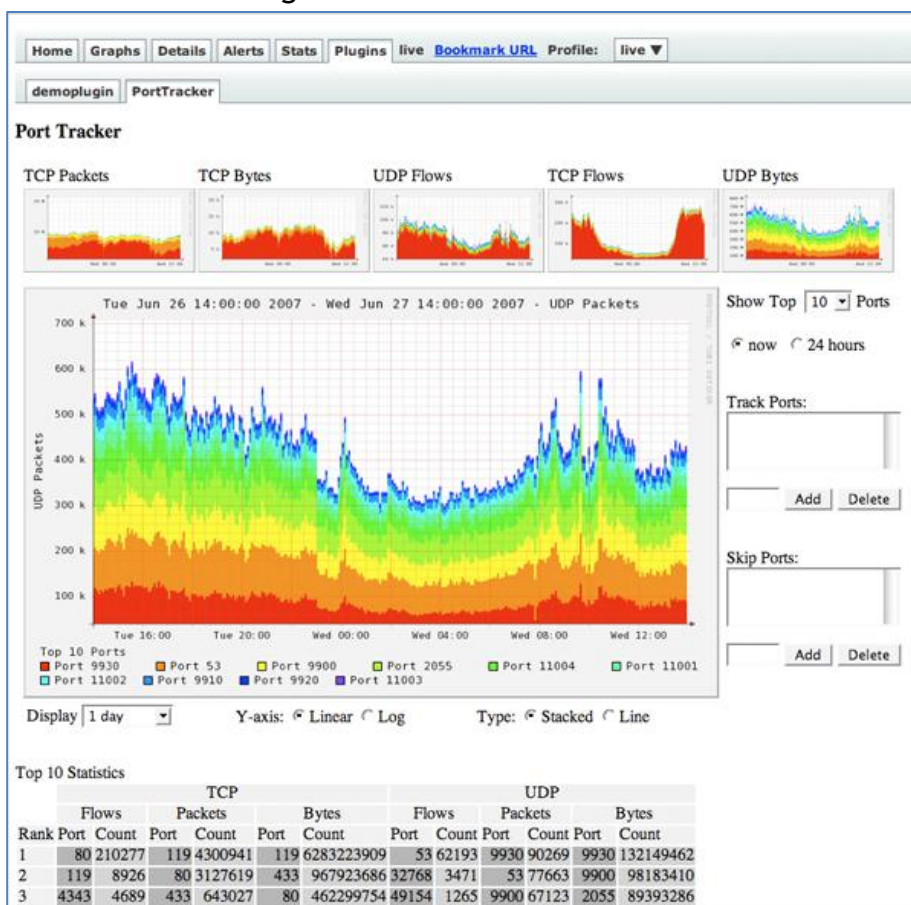 Home Graphs Details Alerts Stats Plugins live Bookmark URL Profile: live ▼
demoplugin PortTracker
Port Tracker
TCP Packets TCP Bytes UDP Flows TCP Flows UDP Bytes
Tue Jun 26 14:00:00 2007 - Wed Jun 27 14:00:00 2007 - UDP Packets
700 k
600 k
500 k
400 k
300 k
200 k
100 k
UDP Packets
Tue 16:00 Tue 20:00 Wed 00:00 Wed 04:00 Wed 08:00 Wed 12:00
Top 10 Ports
Port 9930 Port 53 Port 9900 Port 2055 Port 11004 Port 11001
Port 11002 Port 9910 Port 9920 Port 11003
Show Top 10 Ports
now 24 hours
Track Ports:
Add Delete
Skip Ports:
Add Delete
Display 1 day Y-axis: Linear Log Type: Stacked Line
Top 10 Statistics
TCP UDP
Flows Packets Bytes Flows Packets Bytes
Rank Port Count Port Count Port Count Port Count Port Count Port Count
1 80 210277 119 4300941 119 6283223909 53 62193 9930 90269 9930 132149462
2 119 8926 80 3127619 433 967923686 32768 3471 53 77663 9900 98183410
3 4343 4689 433 643027 80 462299754 49154 1265 9900 67123 2055 89393286